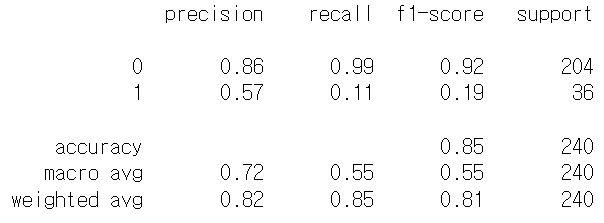 precision recall f1-score support
0 0.86 0.99 0.92 204
1 0.57 0.11 0.19 36
accuracy 0.85 240
macro avg 0.72 0.55 0.55 240
weighted avg 0.82 0.85 0.81 240